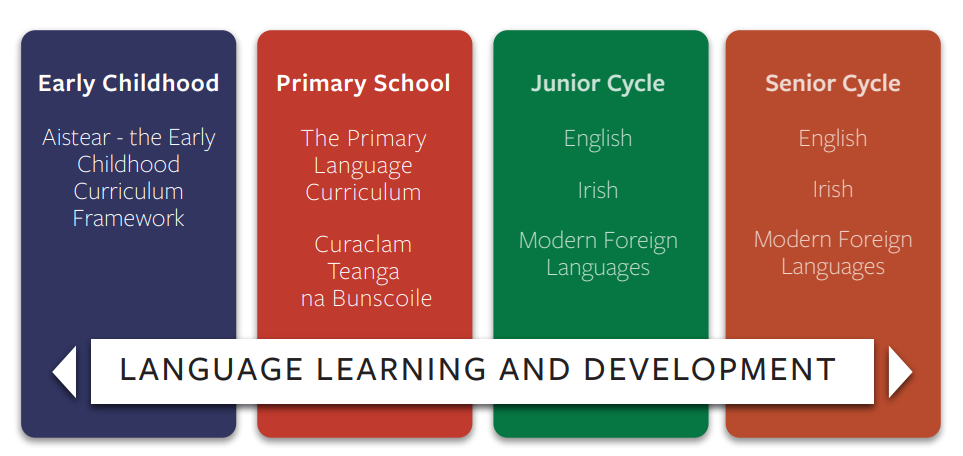 Early Childhood
Aistear - the Early
Childhood
Curriculum
Framework
Primary School
The Primary
Language
Curriculum
Curaclam
Teanga
na Bunscoile
Junior Cycle
English
Irish
Modern Foreign
Languages
Senior Cycle
English
Irish
Modern Foreign
Languages
LANGUAGE LEARNING AND DEVELOPMENT